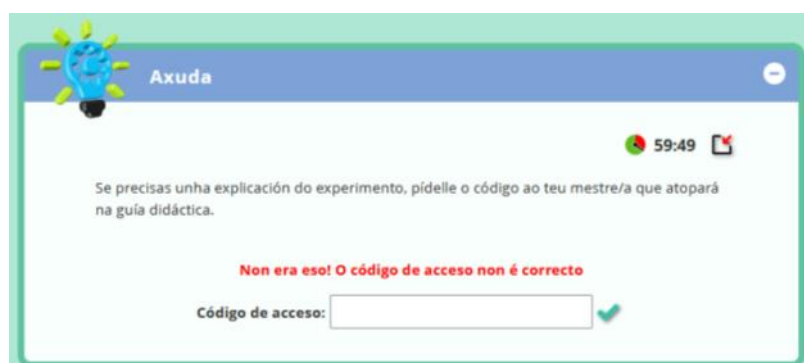 Axuda
59:49
Se precisas unha explicación do experimento, pídelle o código ao teu mestre/a que atopará
na guía didáctica.
Non era eso! O código de acceso non é correcto
Código de acceso: